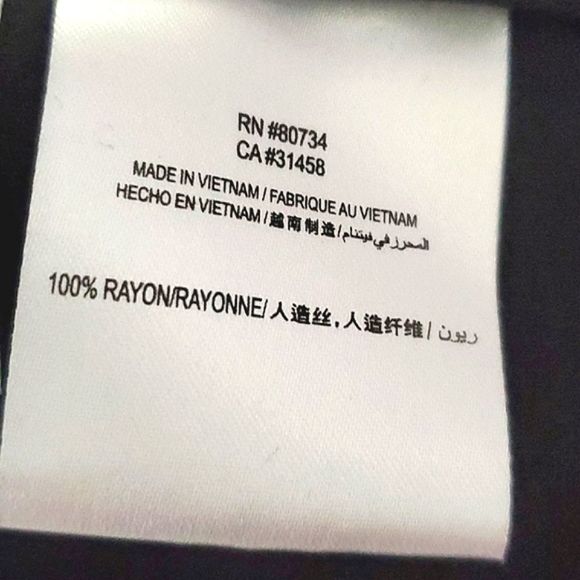 RN #80734
CA #31458
MADE IN VIETNAM / FABRIQUE AU VIETNAM
HECHO EN VIETNAM / 越南制造 / في فيتنام
100% RAYON/RAYONNE/ 人造丝, 人造纤维 / ريون